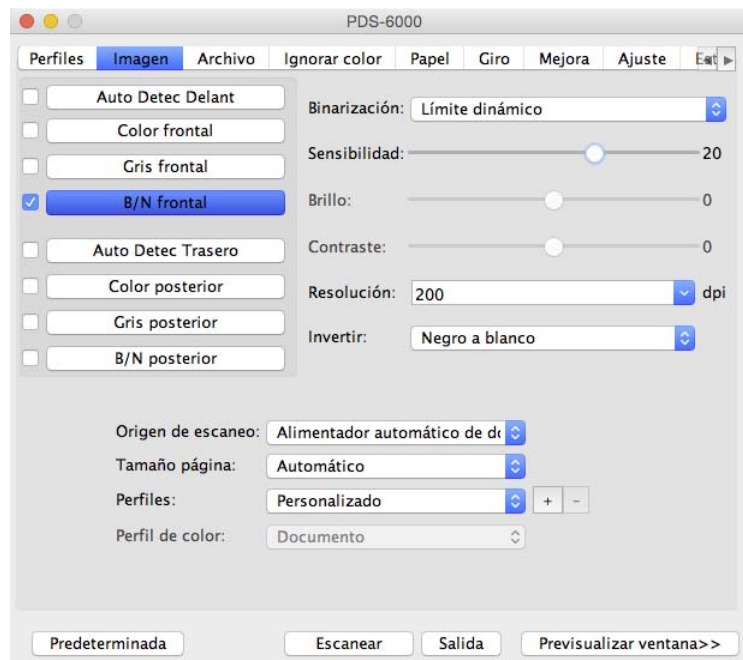 PDS-6000
Perfiles Imagen Archivo Ignorar color Papel Giro Mejora Ajuste
Auto Detec Delant
Color frontal
Gris frontal
B/N frontal
Auto Detec Trasero
Color posterior
Gris posterior
B/N posterior
Binarización: Límite dinámico
Sensibilidad: 20
Brillo: 0
Contraste: 0
Resolución: 200 dpi
Invertir: Negro a blanco
Origen de escaneo: Alimentador automático de
Tamaño página: Automático
Perfiles: Personalizado + -
Perfil de color: Documento
Predeterminada Escanear Salida Previsualizar ventana>>